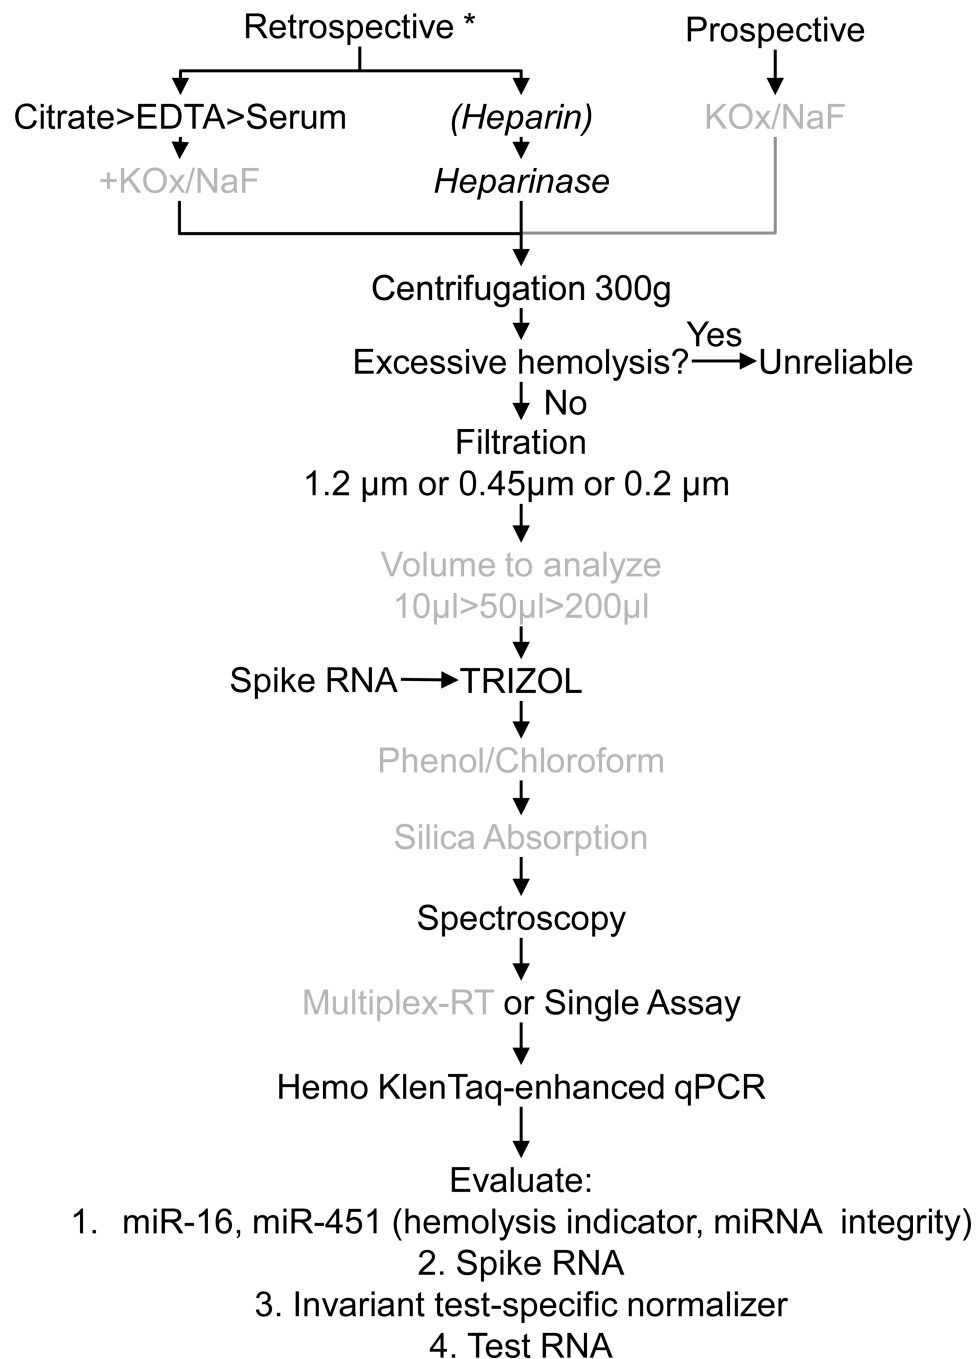 Retrospective *
Prospective
Citrate>EDTA>Serum
(Heparin)
KOx/NaF
+KOx/NaF
Heparinase
Centrifugation 300g
Excessive hemolysis?
Yes
Unreliable
No
Filtration
1.2 µm or 0.45µm or 0.2 µm
Volume to analyze
10µl>50µl>200µl
Spike RNA
TRIZOL
Phenol/Chloroform
Silica Absorption
Spectroscopy
Multiplex-RT or Single Assay
Hemo KlenTaq-enhanced qPCR
Evaluate:
1. miR-16, miR-451 (hemolysis indicator, miRNA integrity)
2. Spike RNA
3. Invariant test-specific normalizer
4. Test RNA